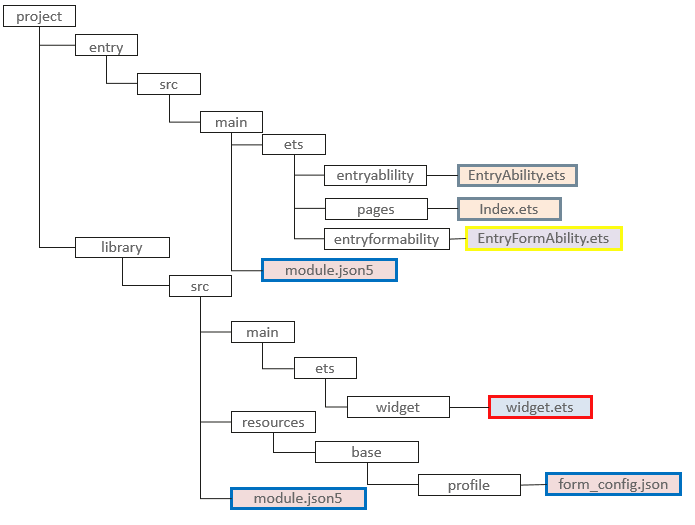 project
entry
src
main
ets
entryablility
EntryAbility.ets
pages
Index.ets
entryformability
EntryFormAbility.ets
library
module.json5
src
main
ets
widget
widget.ets
resources
base
profile
form_config.json
module.json5